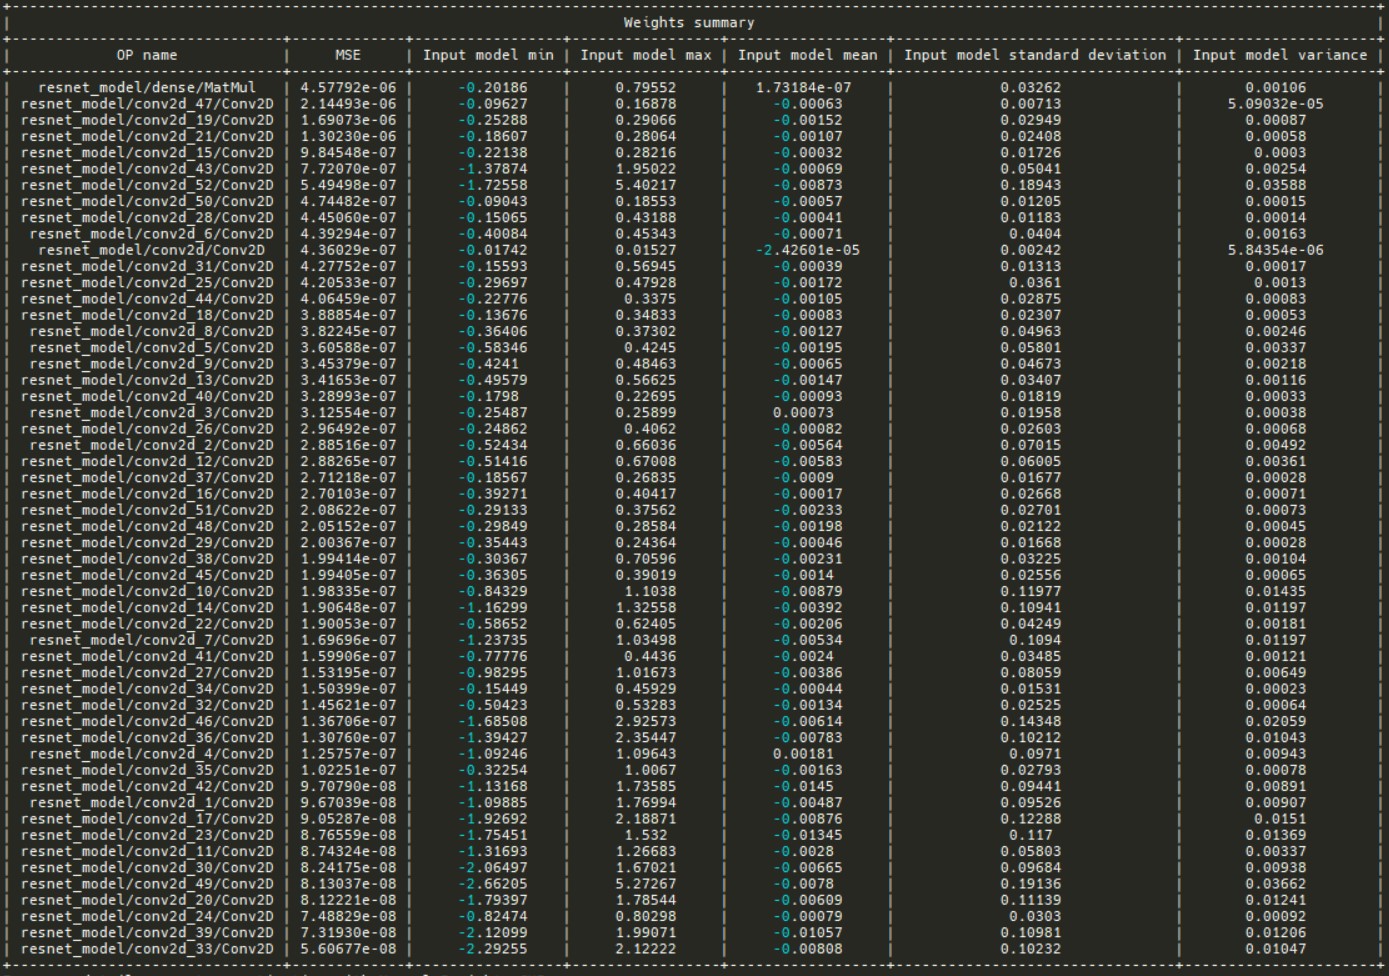 Weights summary
| OP name | MSE | Input model min | Input model max | Input model mean | Input model standard deviation | Input model variance |
| resnet_model/dense/MatMul | 4.57792e-06 | -0.20186 | 0.79552 | 1.73184e-07 | 0.03262 | 0.00106 |
| resnet_model/conv2d_47/Conv2D | 2.14493e-06 | -0.09627 | 0.16878 | -0.00063 | 0.00713 | 5.09032e-05 |
| resnet_model/conv2d_19/Conv2D | 1.69073e-06 | -0.25288 | 0.29066 | -0.00152 | 0.02949 | 0.00087 |
| resnet_model/conv2d_21/Conv2D | 1.30230e-06 | -0.18607 | 0.28064 | -0.00107 | 0.02408 | 0.00058 |
| resnet_model/conv2d_15/Conv2D | 9.84548e-07 | -0.22138 | 0.28216 | -0.00032 | 0.01726 | 0.0003 |
| resnet_model/conv2d_43/Conv2D | 7.72070e-07 | -1.37874 | 1.95022 | -0.00069 | 0.05041 | 0.00254 |
| resnet_model/conv2d_52/Conv2D | 5.49498e-07 | -1.72558 | 5.40217 | -0.00873 | 0.18943 | 0.03588 |
| resnet_model/conv2d_50/Conv2D | 4.74482e-07 | -0.09043 | 0.18553 | -0.00057 | 0.01205 | 0.00015 |
| resnet_model/conv2d_28/Conv2D | 4.45060e-07 | -0.15065 | 0.43188 | -0.00041 | 0.01183 | 0.00014 |
| resnet_model/conv2d_6/Conv2D | 4.39294e-07 | -0.40084 | 0.45343 | -0.00071 | 0.0404 | 0.00163 |
| resnet_model/conv2d/Conv2D | 4.36029e-07 | -0.01742 | 0.01527 | -2.42601e-05 | 0.00242 | 5.84354e-06 |
| resnet_model/conv2d_31/Conv2D | 4.27752e-07 | -0.15593 | 0.56945 | -0.00039 | 0.01313 | 0.00017 |
| resnet_model/conv2d_25/Conv2D | 4.20533e-07 | -0.29697 | 0.47928 | -0.00172 | 0.0361 | 0.0013 |
| resnet_model/conv2d_44/Conv2D | 4.06459e-07 | -0.22776 | 0.3375 | -0.00105 | 0.02875 | 0.00083 |
| resnet_model/conv2d_18/Conv2D | 3.88854e-07 | -0.13676 | 0.34833 | -0.00083 | 0.02307 | 0.00053 |
| resnet_model/conv2d_8/Conv2D | 3.82245e-07 | -0.36406 | 0.37302 | -0.00127 | 0.04963 | 0.00246 |
| resnet_model/conv2d_5/Conv2D | 3.60588e-07 | -0.58346 | 0.4245 | -0.00195 | 0.05801 | 0.00337 |
| resnet_model/conv2d_9/Conv2D | 3.45379e-07 | -0.4241 | 0.48463 | -0.00065 | 0.04673 | 0.00218 |
| resnet_model/conv2d_13/Conv2D | 3.41653e-07 | -0.49579 | 0.56625 | -0.00147 | 0.03407 | 0.00116 |
| resnet_model/conv2d_40/Conv2D | 3.28993e-07 | -0.1798 | 0.22695 | -0.00093 | 0.01819 | 0.00033 |
| resnet_model/conv2d_3/Conv2D | 3.12554e-07 | -0.25487 | 0.25899 | 0.00073 | 0.01958 | 0.00038 |
| resnet_model/conv2d_26/Conv2D | 2.96492e-07 | -0.24862 | 0.4062 | -0.00082 | 0.02603 | 0.00068 |
| resnet_model/conv2d_2/Conv2D | 2.88516e-07 | -0.52434 | 0.66036 | -0.00564 | 0.07015 | 0.00492 |
| resnet_model/conv2d_12/Conv2D | 2.88265e-07 | -0.51416 | 0.67008 | -0.00583 | 0.06005 | 0.00361 |
| resnet_model/conv2d_37/Conv2D | 2.71218e-07 | -0.18567 | 0.26835 | -0.0009 | 0.01677 | 0.00028 |
| resnet_model/conv2d_16/Conv2D | 2.70103e-07 | -0.39271 | 0.40417 | -0.00017 | 0.02668 | 0.00071 |
| resnet_model/conv2d_51/Conv2D | 2.08622e-07 | -0.29133 | 0.37562 | -0.00233 | 0.02701 | 0.00073 |
| resnet_model/conv2d_48/Conv2D | 2.05152e-07 | -0.29849 | 0.28584 | -0.00198 | 0.02122 | 0.00045 |
| resnet_model/conv2d_29/Conv2D | 2.00367e-07 | -0.35443 | 0.24364 | -0.00046 | 0.01668 | 0.00028 |
| resnet_model/conv2d_38/Conv2D | 1.99414e-07 | -0.30367 | 0.70596 | -0.00231 | 0.03225 | 0.00104 |
| resnet_model/conv2d_45/Conv2D | 1.99405e-07 | -0.36305 | 0.39019 | -0.0014 | 0.02556 | 0.00065 |
| resnet_model/conv2d_10/Conv2D | 1.98335e-07 | -0.84329 | 1.1038 | -0.00879 | 0.11977 | 0.01435 |
| resnet_model/conv2d_14/Conv2D | 1.90648e-07 | -1.16299 | 1.32558 | -0.00392 | 0.10941 | 0.01197 |
| resnet_model/conv2d_22/Conv2D | 1.90053e-07 | -0.58652 | 0.62405 | -0.00206 | 0.04249 | 0.00181 |
| resnet_model/conv2d_7/Conv2D | 1.69696e-07 | -1.23735 | 1.03498 | -0.00534 | 0.1094 | 0.01197 |
| resnet_model/conv2d_41/Conv2D | 1.59906e-07 | -0.77776 | 0.4436 | -0.0024 | 0.03485 | 0.00121 |
| resnet_model/conv2d_27/Conv2D | 1.53195e-07 | -0.98295 | 1.01673 | -0.00386 | 0.08059 | 0.00649 |
| resnet_model/conv2d_34/Conv2D | 1.50399e-07 | -0.15449 | 0.45929 | -0.00044 | 0.01531 | 0.00023 |
| resnet_model/conv2d_32/Conv2D | 1.45621e-07 | -0.50423 | 0.53283 | -0.00134 | 0.02525 | 0.00064 |
| resnet_model/conv2d_46/Conv2D | 1.36706e-07 | -1.68508 | 2.92573 | -0.00614 | 0.14348 | 0.02059 |
| resnet_model/conv2d_36/Conv2D | 1.30760e-07 | -1.39427 | 2.35447 | -0.00783 | 0.10212 | 0.01043 |
| resnet_model/conv2d_4/Conv2D | 1.25757e-07 | -1.09246 | 1.09643 | 0.00181 | 0.0971 | 0.00943 |
| resnet_model/conv2d_35/Conv2D | 1.02251e-07 | -0.32254 | 1.0067 | -0.00163 | 0.02793 | 0.00078 |
| resnet_model/conv2d_42/Conv2D | 9.70790e-08 | -1.13168 | 1.73585 | -0.0145 | 0.09441 | 0.00891 |
| resnet_model/conv2d_1/Conv2D | 9.67039e-08 | -1.09885 | 1.76994 | -0.00487 | 0.09526 | 0.00907 |
| resnet_model/conv2d_17/Conv2D | 9.05287e-08 | -1.92692 | 2.18871 | -0.00876 | 0.12288 | 0.0151 |
| resnet_model/conv2d_23/Conv2D | 8.76559e-08 | -1.75451 | 1.532 | -0.01345 | 0.117 | 0.01369 |
| resnet_model/conv2d_11/Conv2D | 8.74324e-08 | -1.31693 | 1.26683 | -0.0028 | 0.05803 | 0.00337 |
| resnet_model/conv2d_30/Conv2D | 8.24175e-08 | -2.06497 | 1.67021 | -0.00665 | 0.09684 | 0.00938 |
| resnet_model/conv2d_49/Conv2D | 8.13037e-08 | -2.66205 | 5.27267 | -0.0078 | 0.19136 | 0.03662 |
| resnet_model/conv2d_20/Conv2D | 8.12221e-08 | -1.79397 | 1.78544 | -0.00609 | 0.11139 | 0.01241 |
| resnet_model/conv2d_24/Conv2D | 7.48829e-08 | -0.82474 | 0.80298 | -0.00079 | 0.0303 | 0.00092 |
| resnet_model/conv2d_39/Conv2D | 7.31930e-08 | -2.12099 | 1.99071 | -0.01057 | 0.10981 | 0.01206 |
| resnet_model/conv2d_33/Conv2D | 5.60677e-08 | -2.29255 | 2.12222 | -0.00808 | 0.10232 | 0.01047 |